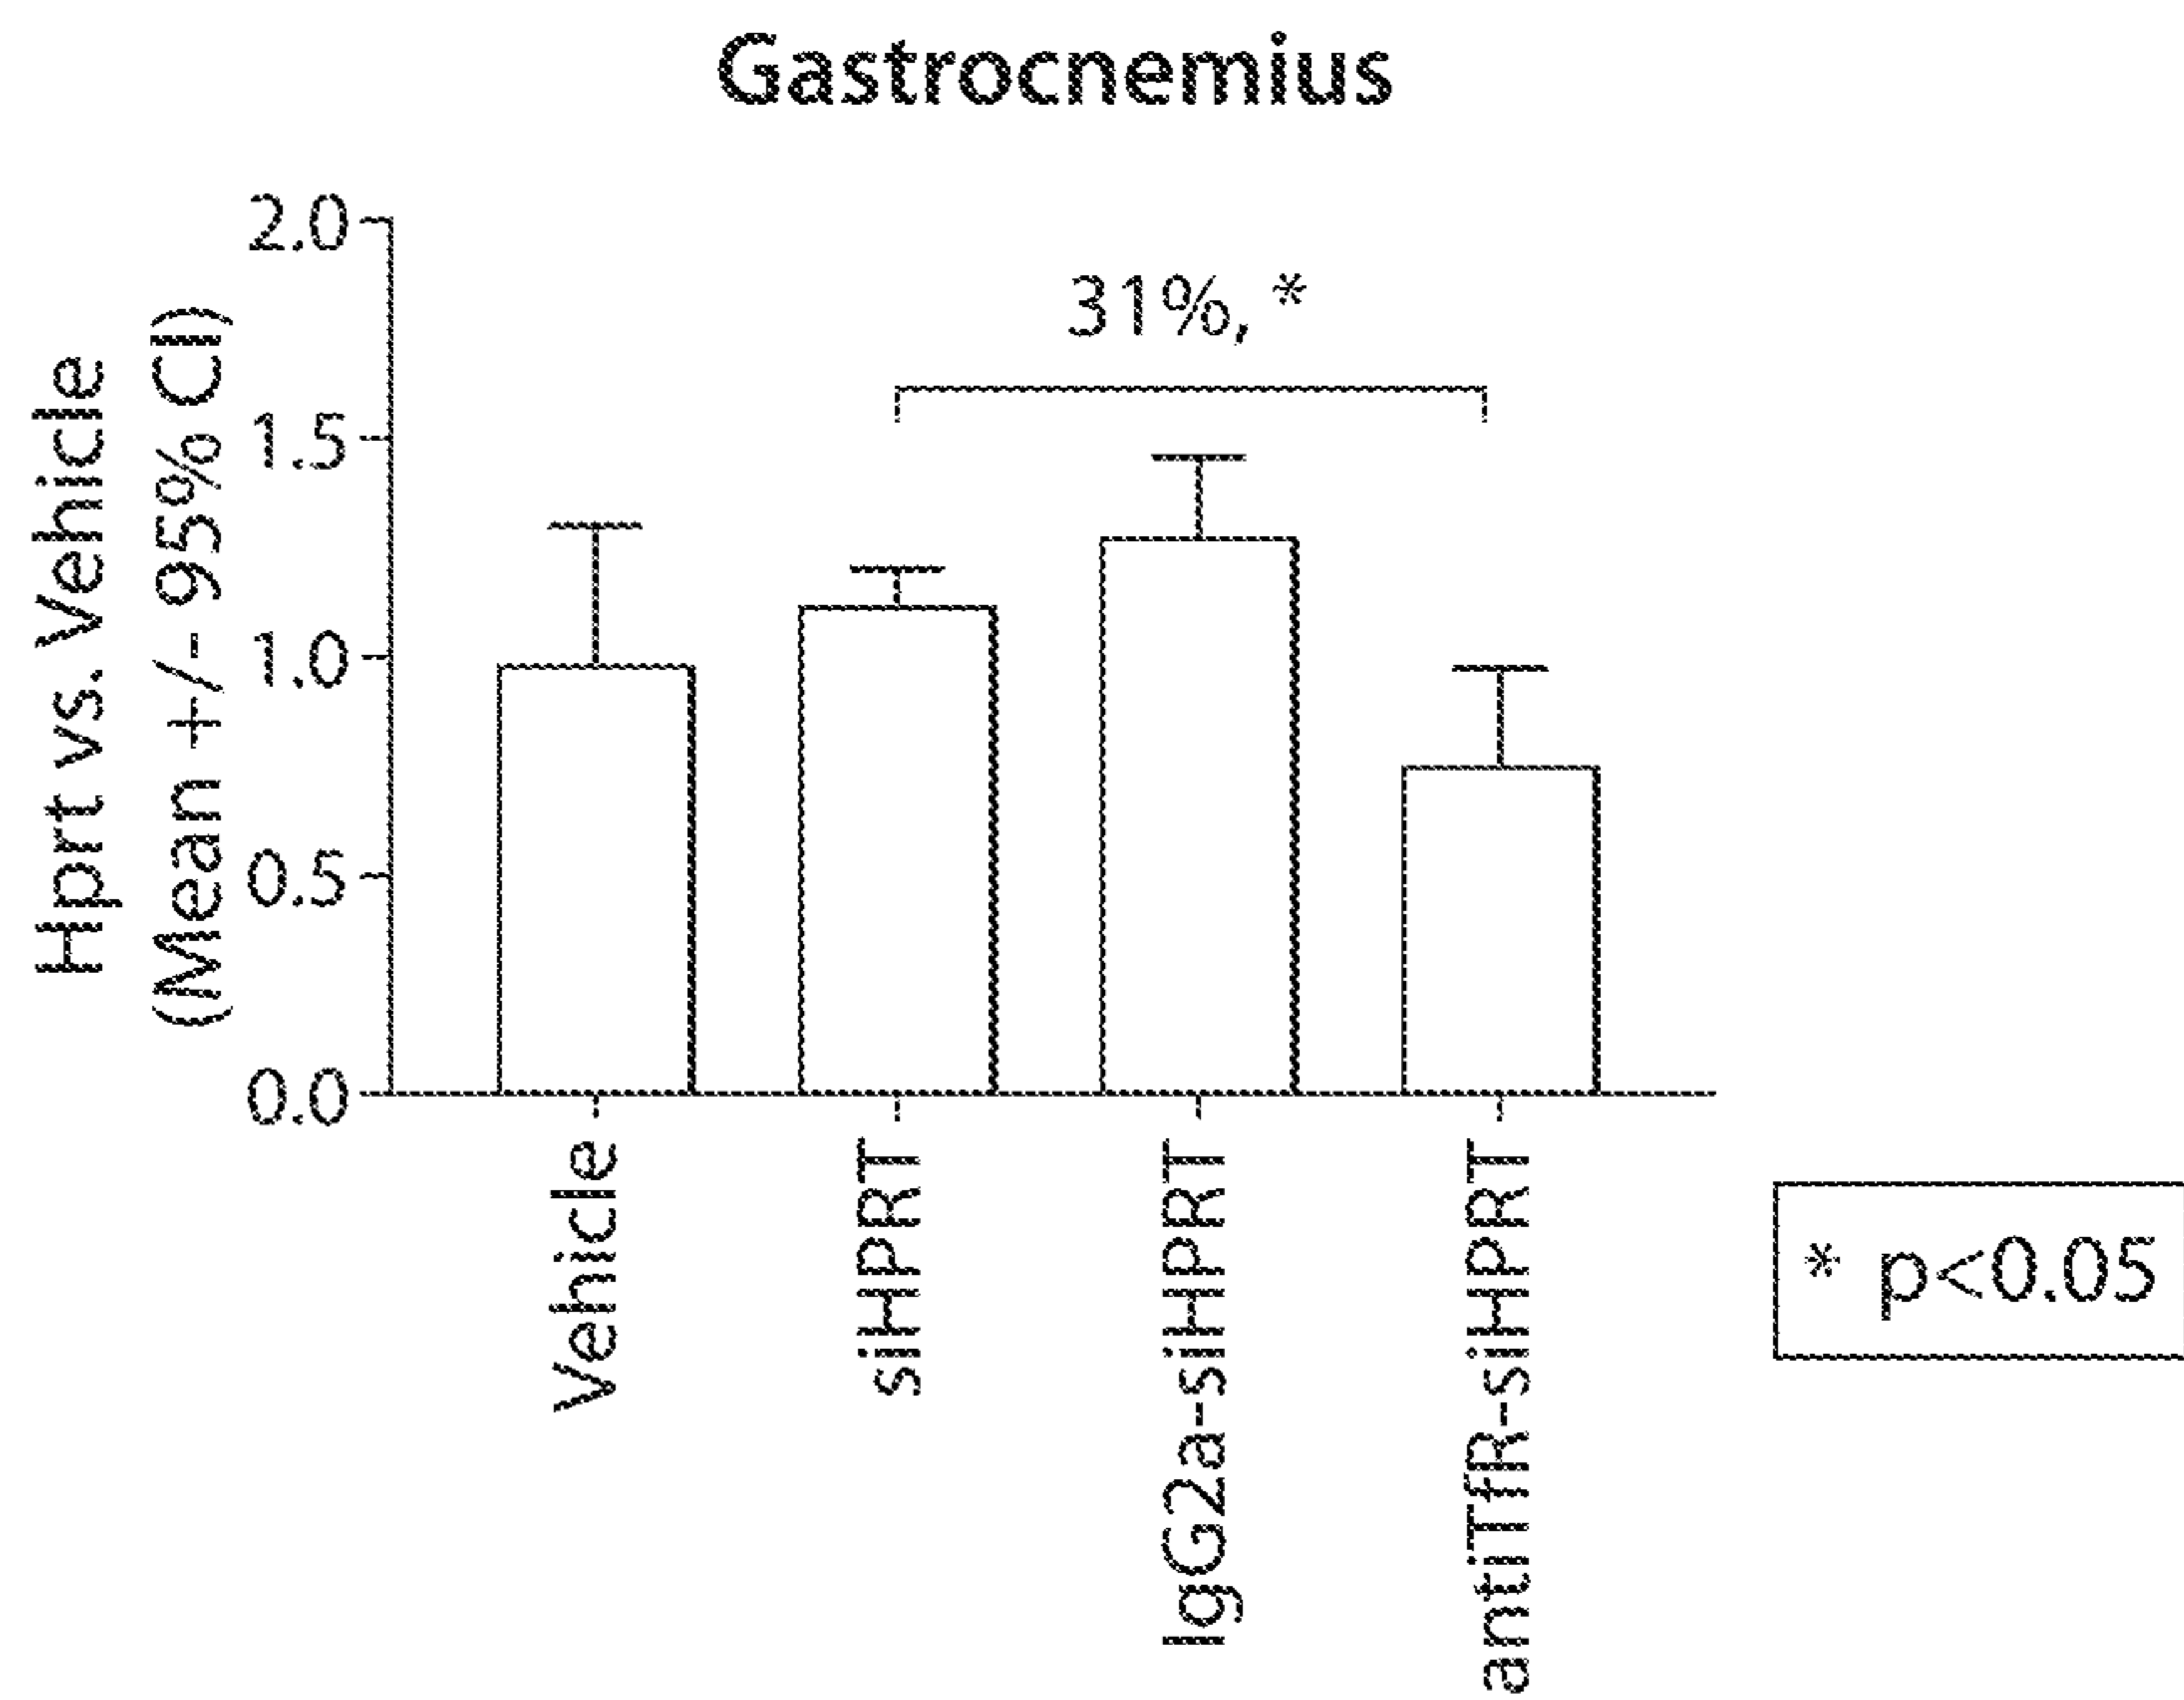 Gastrocnemius
Hprt vs. Vehicle
(Mean +/- 95% CI)
2.0
1.5
1.0
0.5
0.0
31%, *
Vehicle
siHPRT
IgG2a-siHPRT
antiTfR-siHPRT
* p<0.05